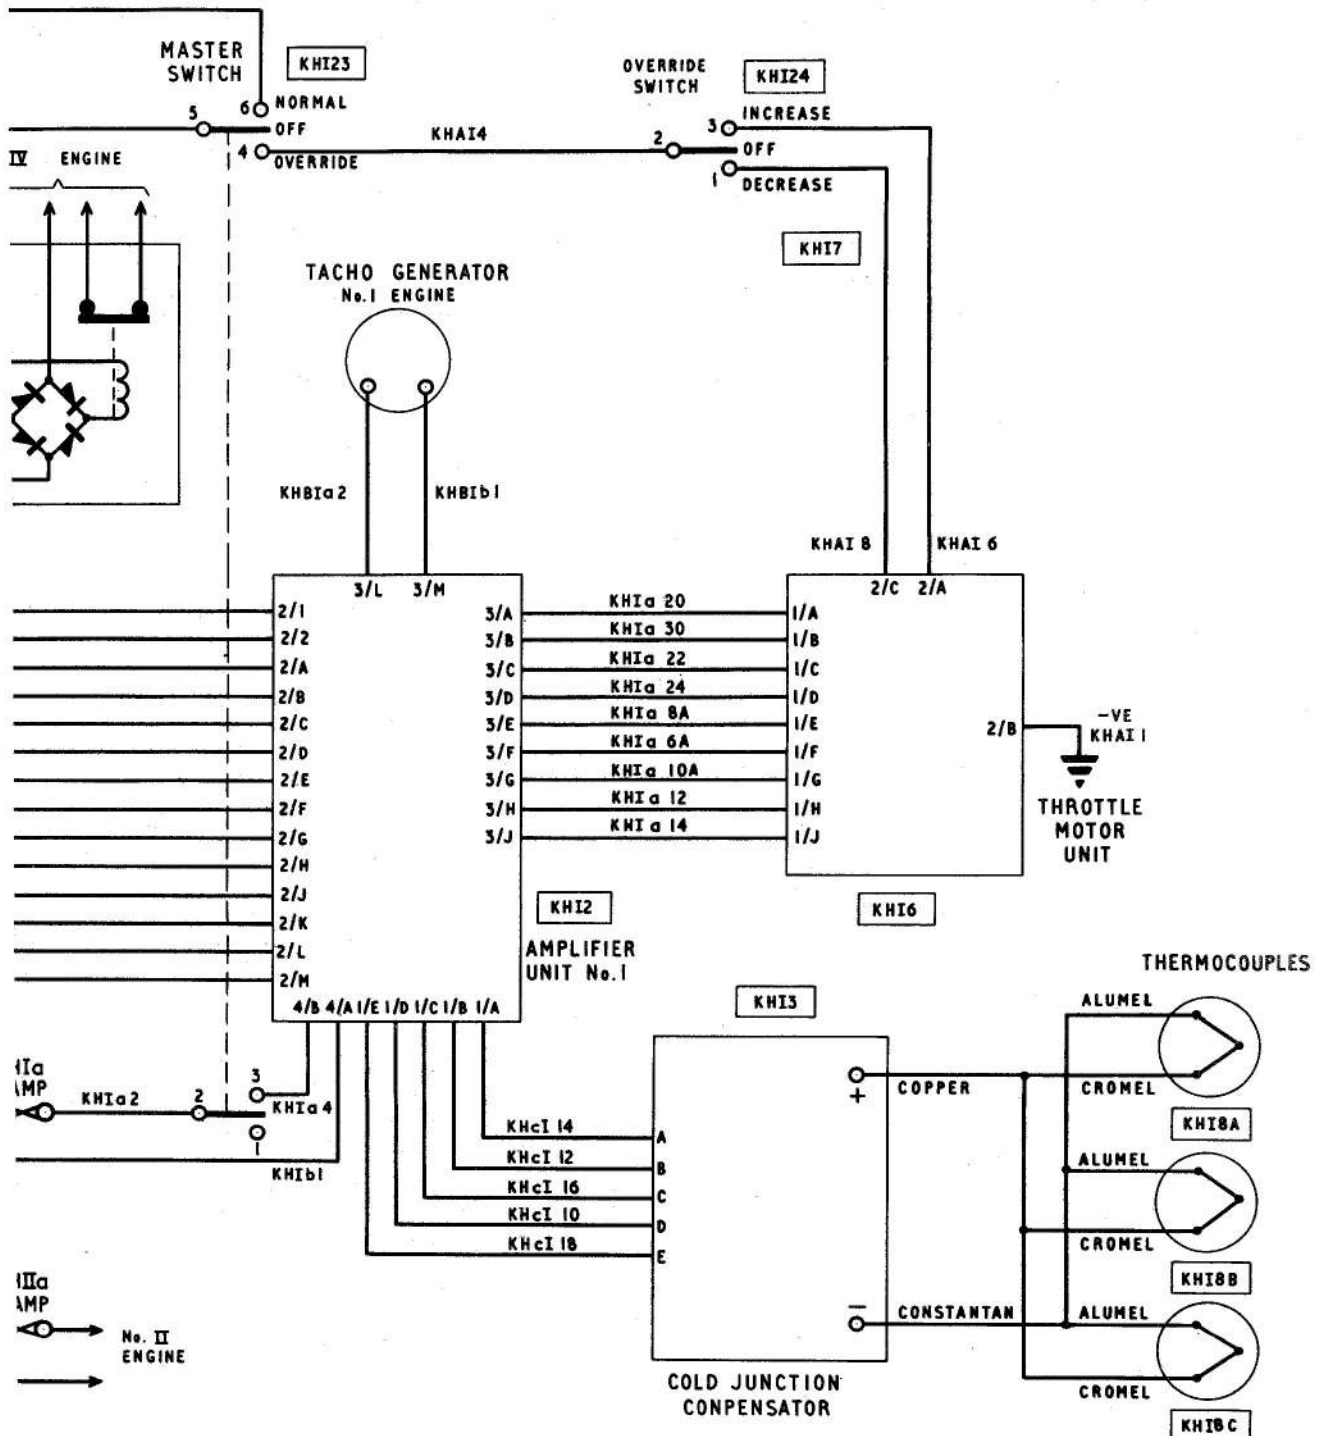 MASTER
SWITCH
KHI23
OVERRIDE
SWITCH
KHI24
6 NORMAL
5
OFF
4
OVERRIDE
KHAI4
3 INCREASE
2
OFF
1
DECREASE
IV ENGINE
KHI7
TACHO GENERATOR
No.1 ENGINE
KHBIa2
KHBIb1
KHAI 8
KHAI 6
3/L 3/M
2/C 2/A
2/1
2/2
2/A
2/B
2/C
2/D
2/E
2/F
2/G
2/H
2/J
2/K
2/L
2/M
3/A KHIa 20 1/A
3/B KHIa 30 1/B
3/C KHIa 22 1/C
3/D KHIa 24 1/D
3/E KHIa 8A 1/E
3/F KHIa 6A 1/F
3/G KHIa 10A 1/G
3/H KHIa 12 1/H
3/J KHIa 14 1/J
2/B
-VE
KHAI 1
THROTTLE
MOTOR
UNIT
KHI2
KHI6
AMPLIFIER
UNIT No.1
4/B 4/A 1/E 1/D 1/C 1/B 1/A
KHI3
THERMOCOUPLES
ALUMEL
+
COPPER
CROMEL
KHI8A
HIa
AMP
KHIa2
2
3
KHIa4
1
KHIb1
KHcI 14 A
KHcI 12 B
KHcI 16 C
KHcI 10 D
KHcI 18 E
ALUMEL
CROMEL
KHI8B
–
CONSTANTAN
ALUMEL
CROMEL
KHI8C
HIIa
AMP
No. II
ENGINE
COLD JUNCTION
CONPENSATOR